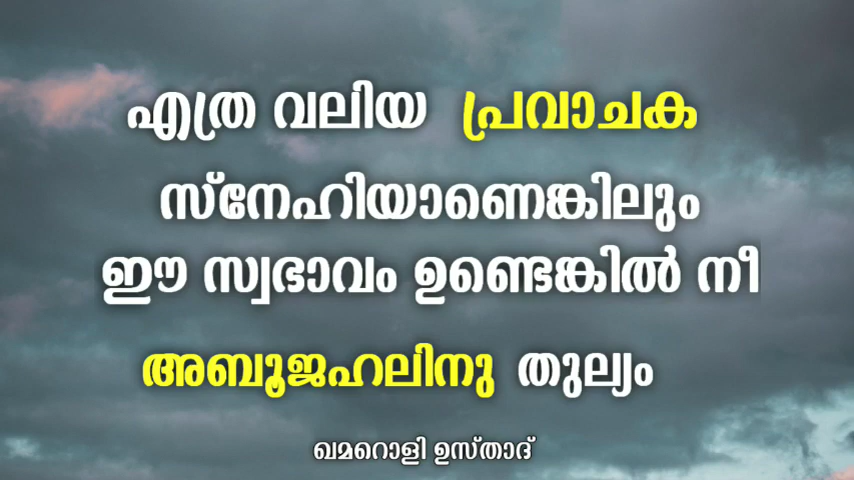 എത്ര വലിയ പ്രവാചക
സ്നേഹിയാണെങ്കിലും
ഈ സ്വഭാവം ഉണ്ടെങ്കിൽ നീ
അബൂജഹലിനു തുല്യം
ഖമറൊളി ഉസ്താദ്